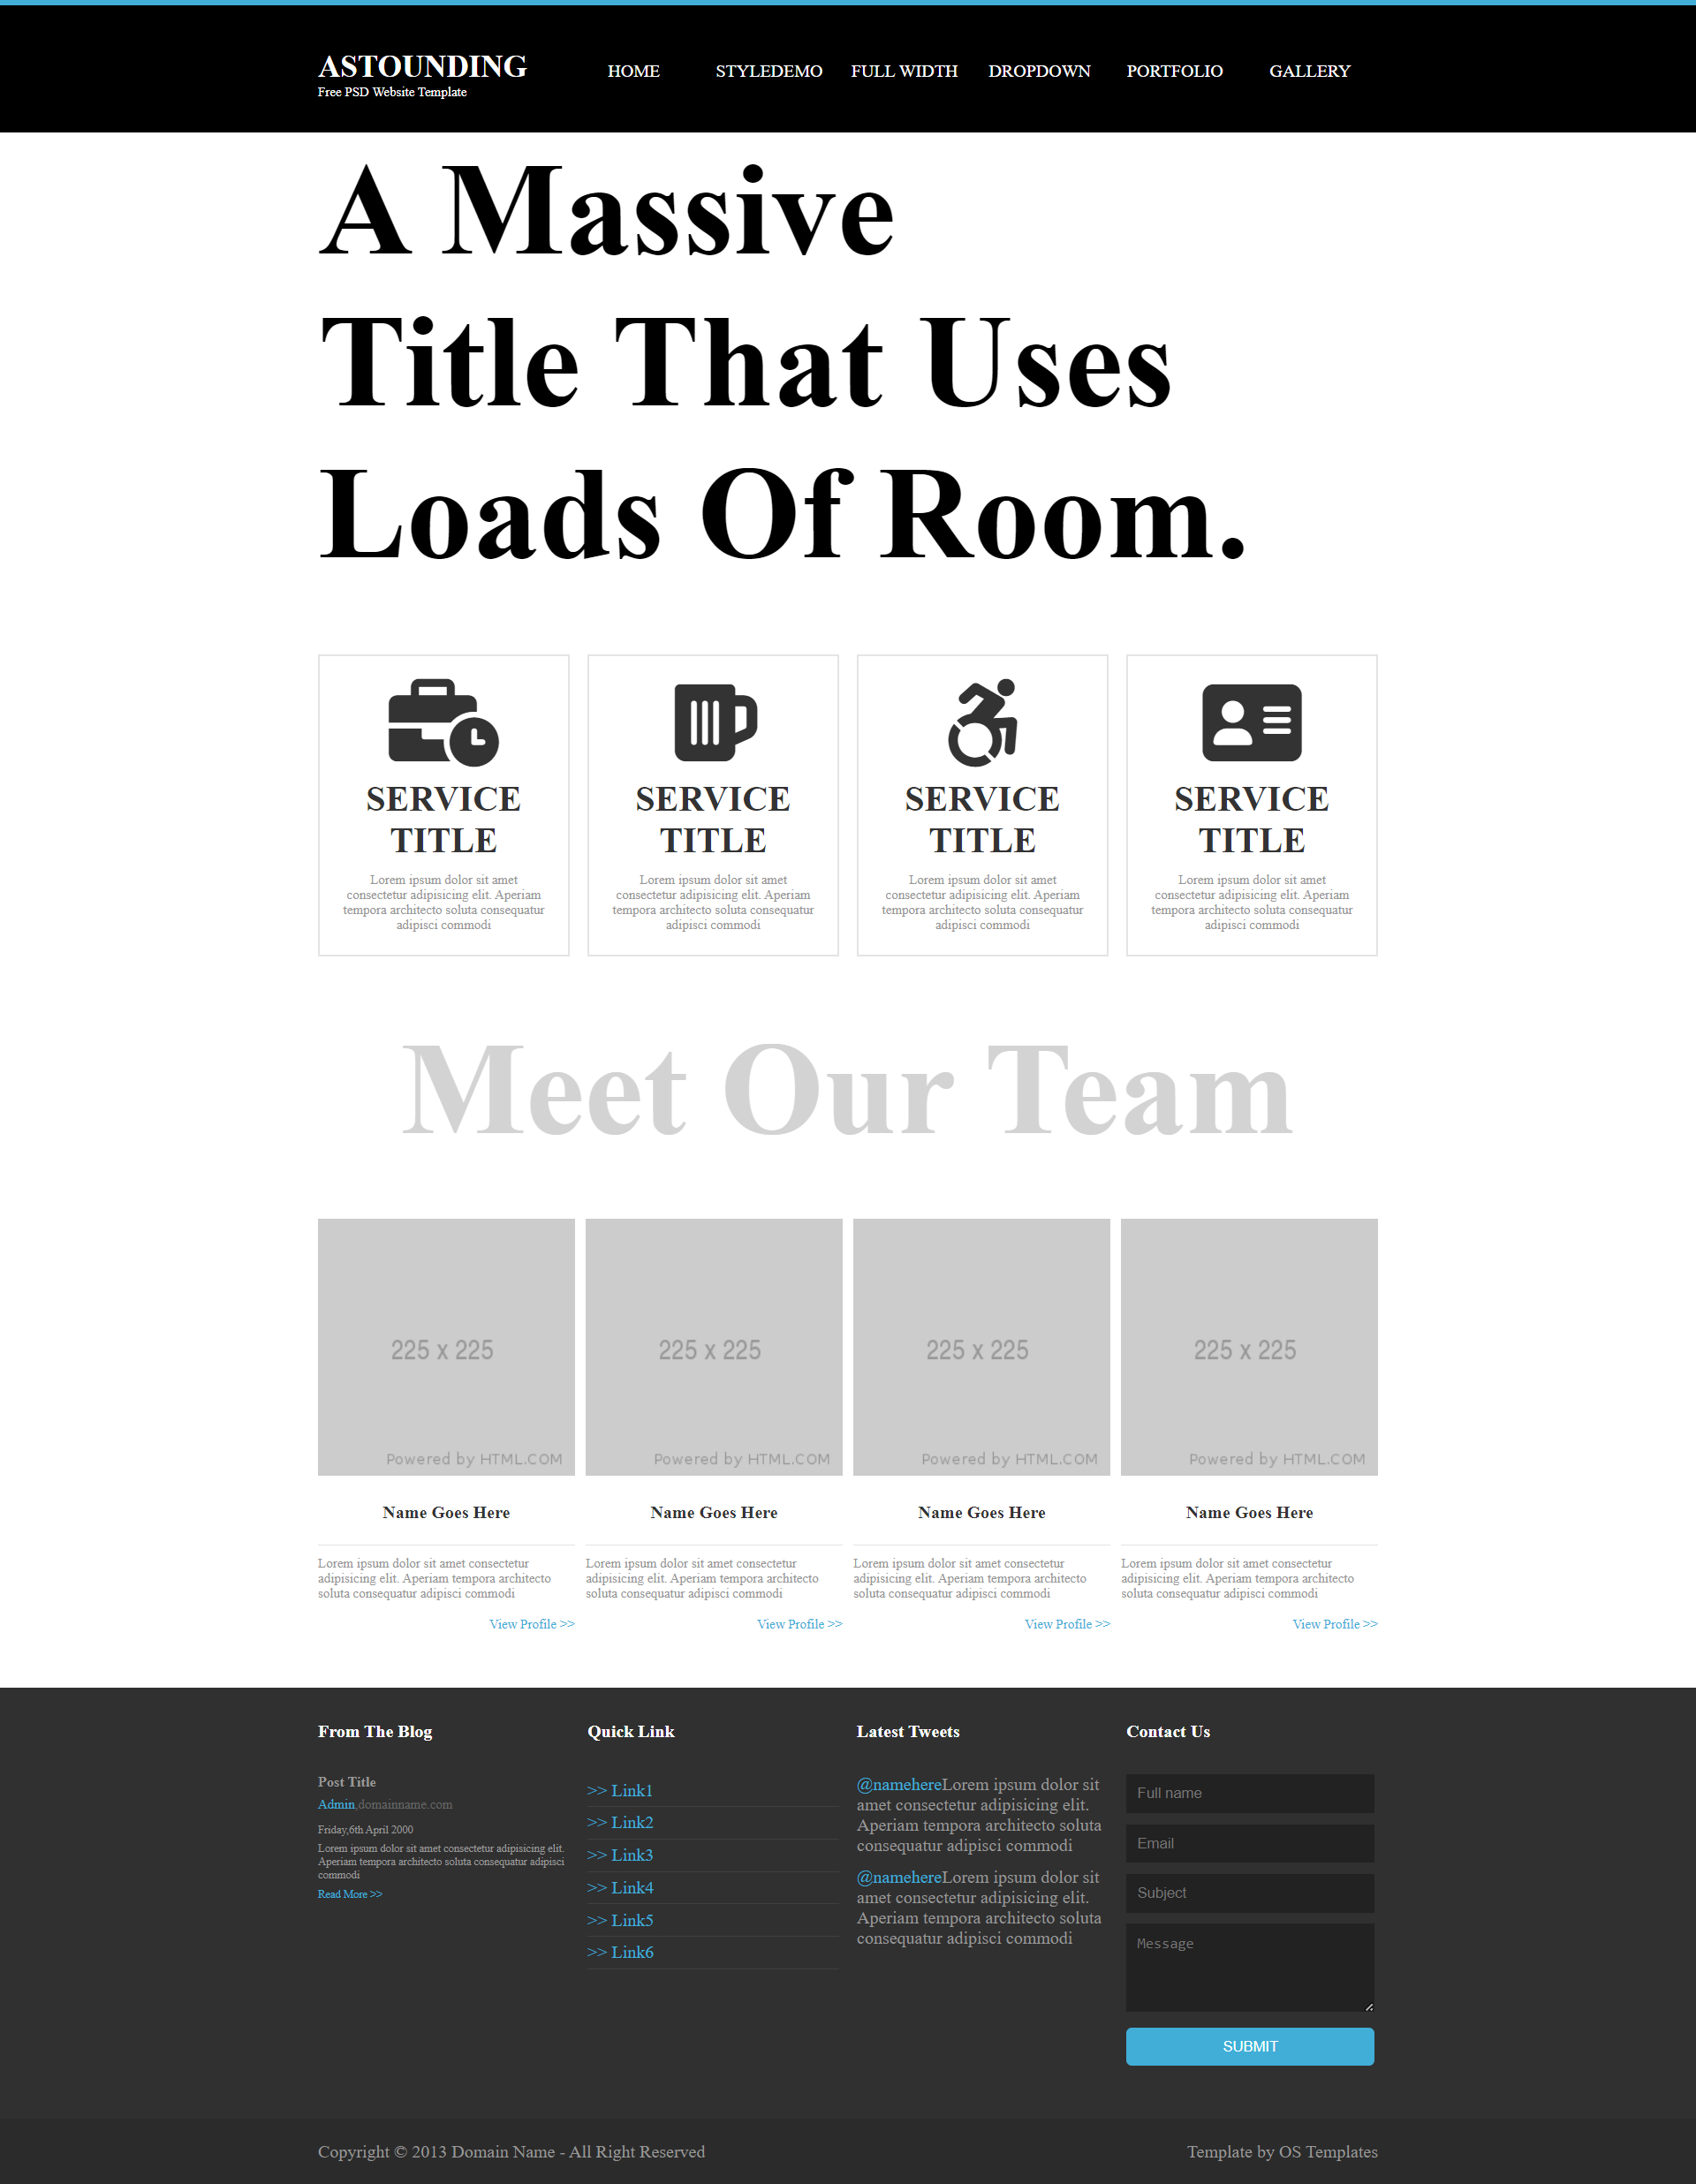 ASTOUNDING
Free PSD Website Template
HOME STYLEDEMO FULL WIDTH DROPDOWN PORTFOLIO GALLERY
A Massive
Title That Uses
Loads Of Room.
SERVICE
TITLE
Lorem ipsum dolor sit amet
consectetur adipisicing elit. Aperiam
tempora architecto soluta consequatur
adipisci commodi
SERVICE
TITLE
Lorem ipsum dolor sit amet
consectetur adipisicing elit. Aperiam
tempora architecto soluta consequatur
adipisci commodi
SERVICE
TITLE
Lorem ipsum dolor sit amet
consectetur adipisicing elit. Aperiam
tempora architecto soluta consequatur
adipisci commodi
SERVICE
TITLE
Lorem ipsum dolor sit amet
consectetur adipisicing elit. Aperiam
tempora architecto soluta consequatur
adipisci commodi
Meet Our Team
225 x 225
Powered by HTML.COM
Name Goes Here
Lorem ipsum dolor sit amet consectetur
adipisicing elit. Aperiam tempora architecto
soluta consequatur adipisci commodi
View Profile >>
225 x 225
Powered by HTML.COM
Name Goes Here
Lorem ipsum dolor sit amet consectetur
adipisicing elit. Aperiam tempora architecto
soluta consequatur adipisci commodi
View Profile >>
225 x 225
Powered by HTML.COM
Name Goes Here
Lorem ipsum dolor sit amet consectetur
adipisicing elit. Aperiam tempora architecto
soluta consequatur adipisci commodi
View Profile >>
225 x 225
Powered by HTML.COM
Name Goes Here
Lorem ipsum dolor sit amet consectetur
adipisicing elit. Aperiam tempora architecto
soluta consequatur adipisci commodi
View Profile >>
From The Blog
Post Title
Admin,domainname.com
Friday,6th April 2000
Lorem ipsum dolor sit amet consectetur adipisicing elit.
Aperiam tempora architecto soluta consequatur adipisci
commodi
Read More >>
Quick Link
>> Link1
>> Link2
>> Link3
>> Link4
>> Link5
>> Link6
Latest Tweets
@namehereLorem ipsum dolor sit
amet consectetur adipisicing elit.
Aperiam tempora architecto soluta
consequatur adipisci commodi
@namehereLorem ipsum dolor sit
amet consectetur adipisicing elit.
Aperiam tempora architecto soluta
consequatur adipisci commodi
Contact Us
Full name
Email
Subject
Message
SUBMIT
Copyright © 2013 Domain Name - All Right Reserved
Template by OS Templates